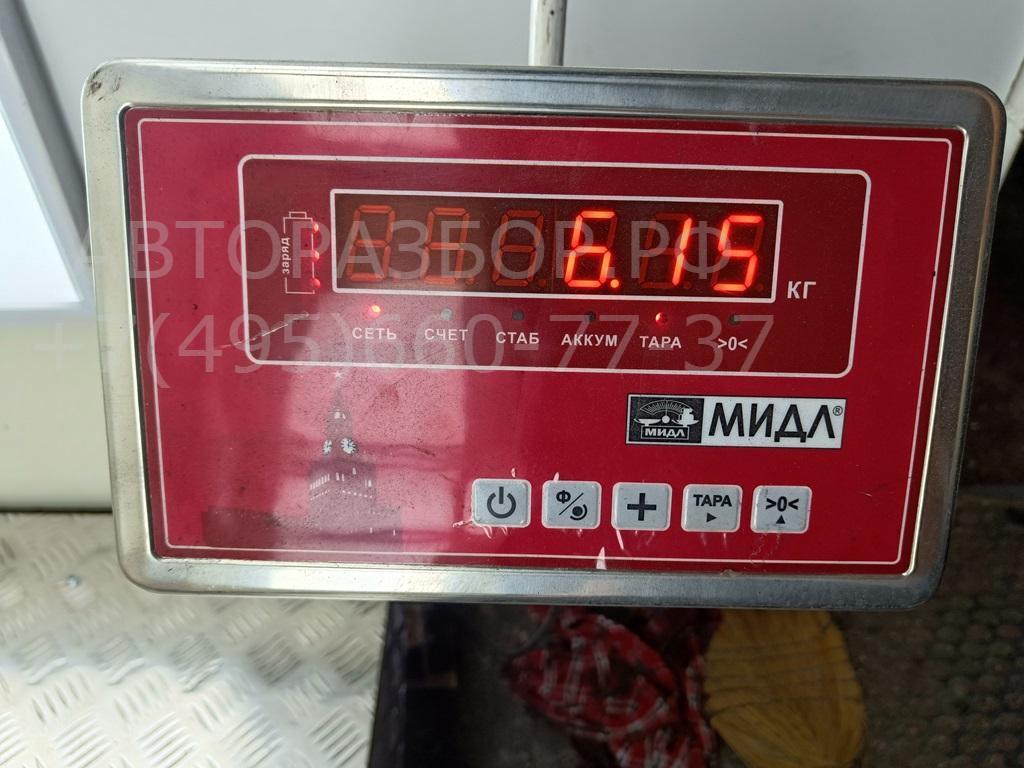 АВТОРАЗБОР.РФ
+7(495)660-77-37
заряд
6.15
КГ
СЕТЬ СЧЕТ СТАБ АККУМ ТАРА >0<
МИДЛ МИДЛ®
Ф ТАРА >0<